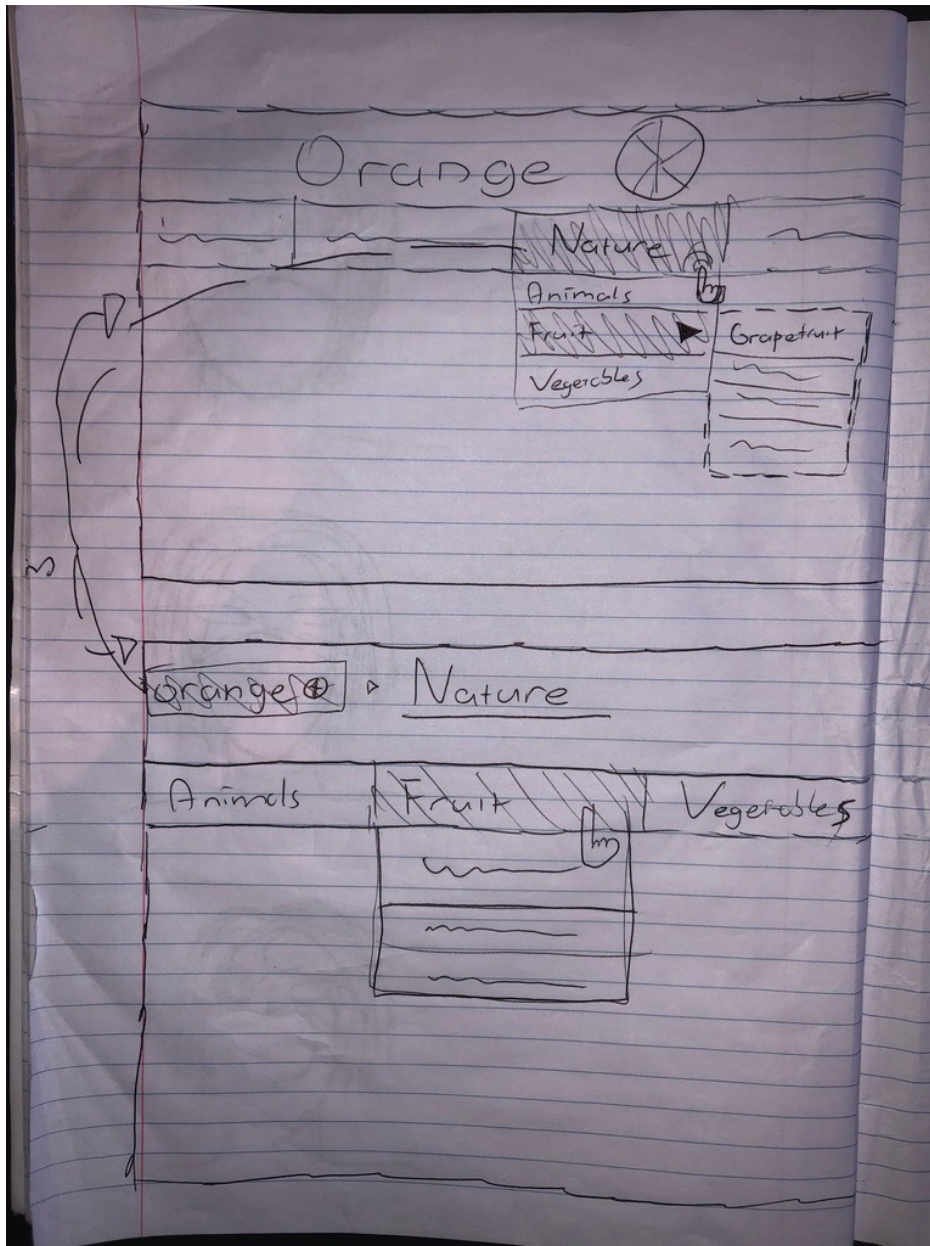 Orange
Nature
Animals
Fruit
Grapefruit
Vegetables
orange
Nature
Animals Fruit Vegetables